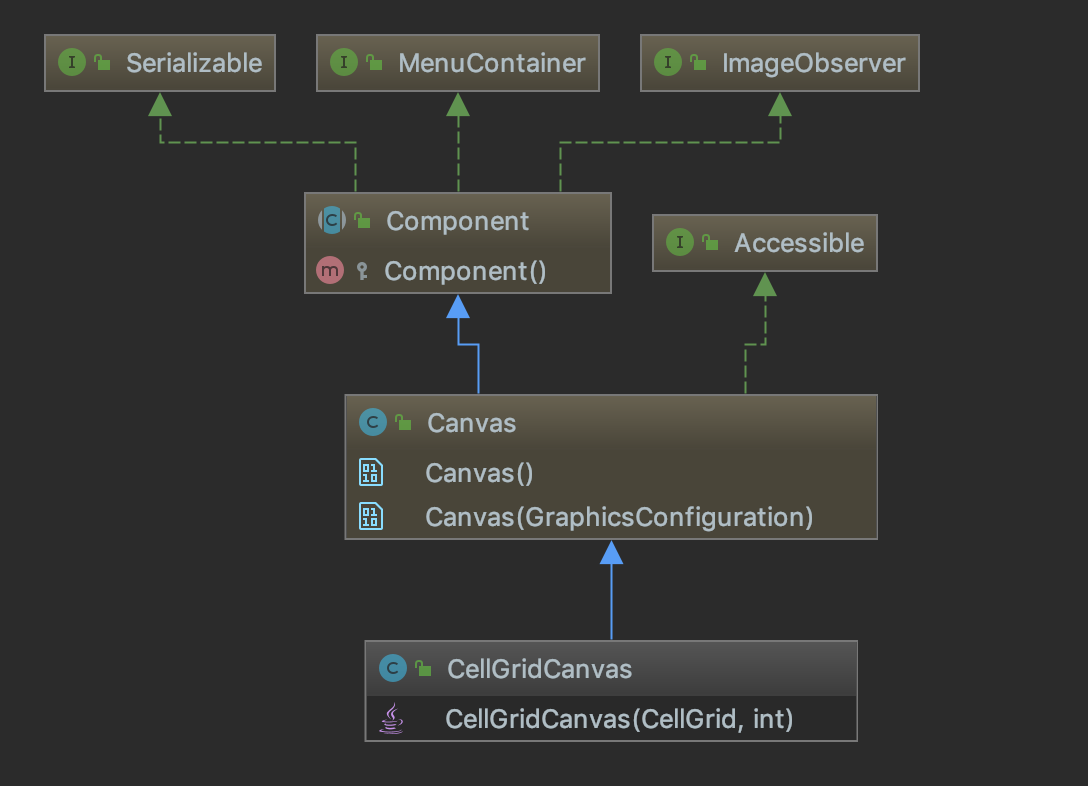 Serializable
MenuContainer
ImageObserver
Component
Component()
Accessible
Canvas
Canvas()
Canvas(GraphicsConfiguration)
CellGridCanvas
CellGridCanvas(CellGrid, int)